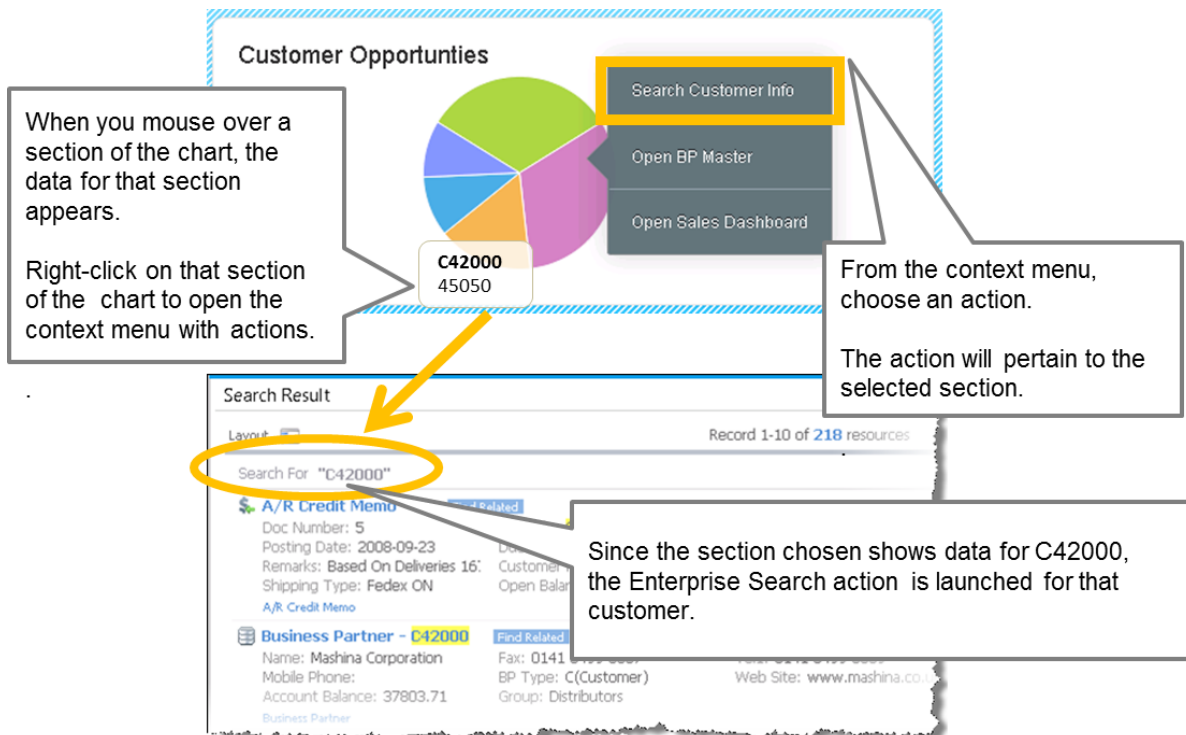 Customer Opportunties
Search Customer Info
Open BP Master
Open Sales Dashboard
When you mouse over a
section of the chart, the
data for that section
appears.
Right-click on that section
of the chart to open the
context menu with actions.
C42000
45050
From the context menu,
choose an action.
The action will pertain to the
selected section.
.
Search Result
Layout
Record 1-10 of 218 resources
Search For "C42000"
A/R Credit Memo Find Related
Doc Number: 5
Posting Date: 2008-09-23
Remarks: Based On Deliveries 167
Customer
Shipping Type: Fedex ON
Open Balan
A/R Credit Memo
Since the section chosen shows data for C42000,
the Enterprise Search action is launched for that
customer.
Business Partner - C42000 Find Related
Name: Mashina Corporation
Fax: 0141
Mobile Phone:
BP Type: C(Customer)
Web Site: www.mashina.co.u
Account Balance: 37803.71
Group: Distributors
Business Partner